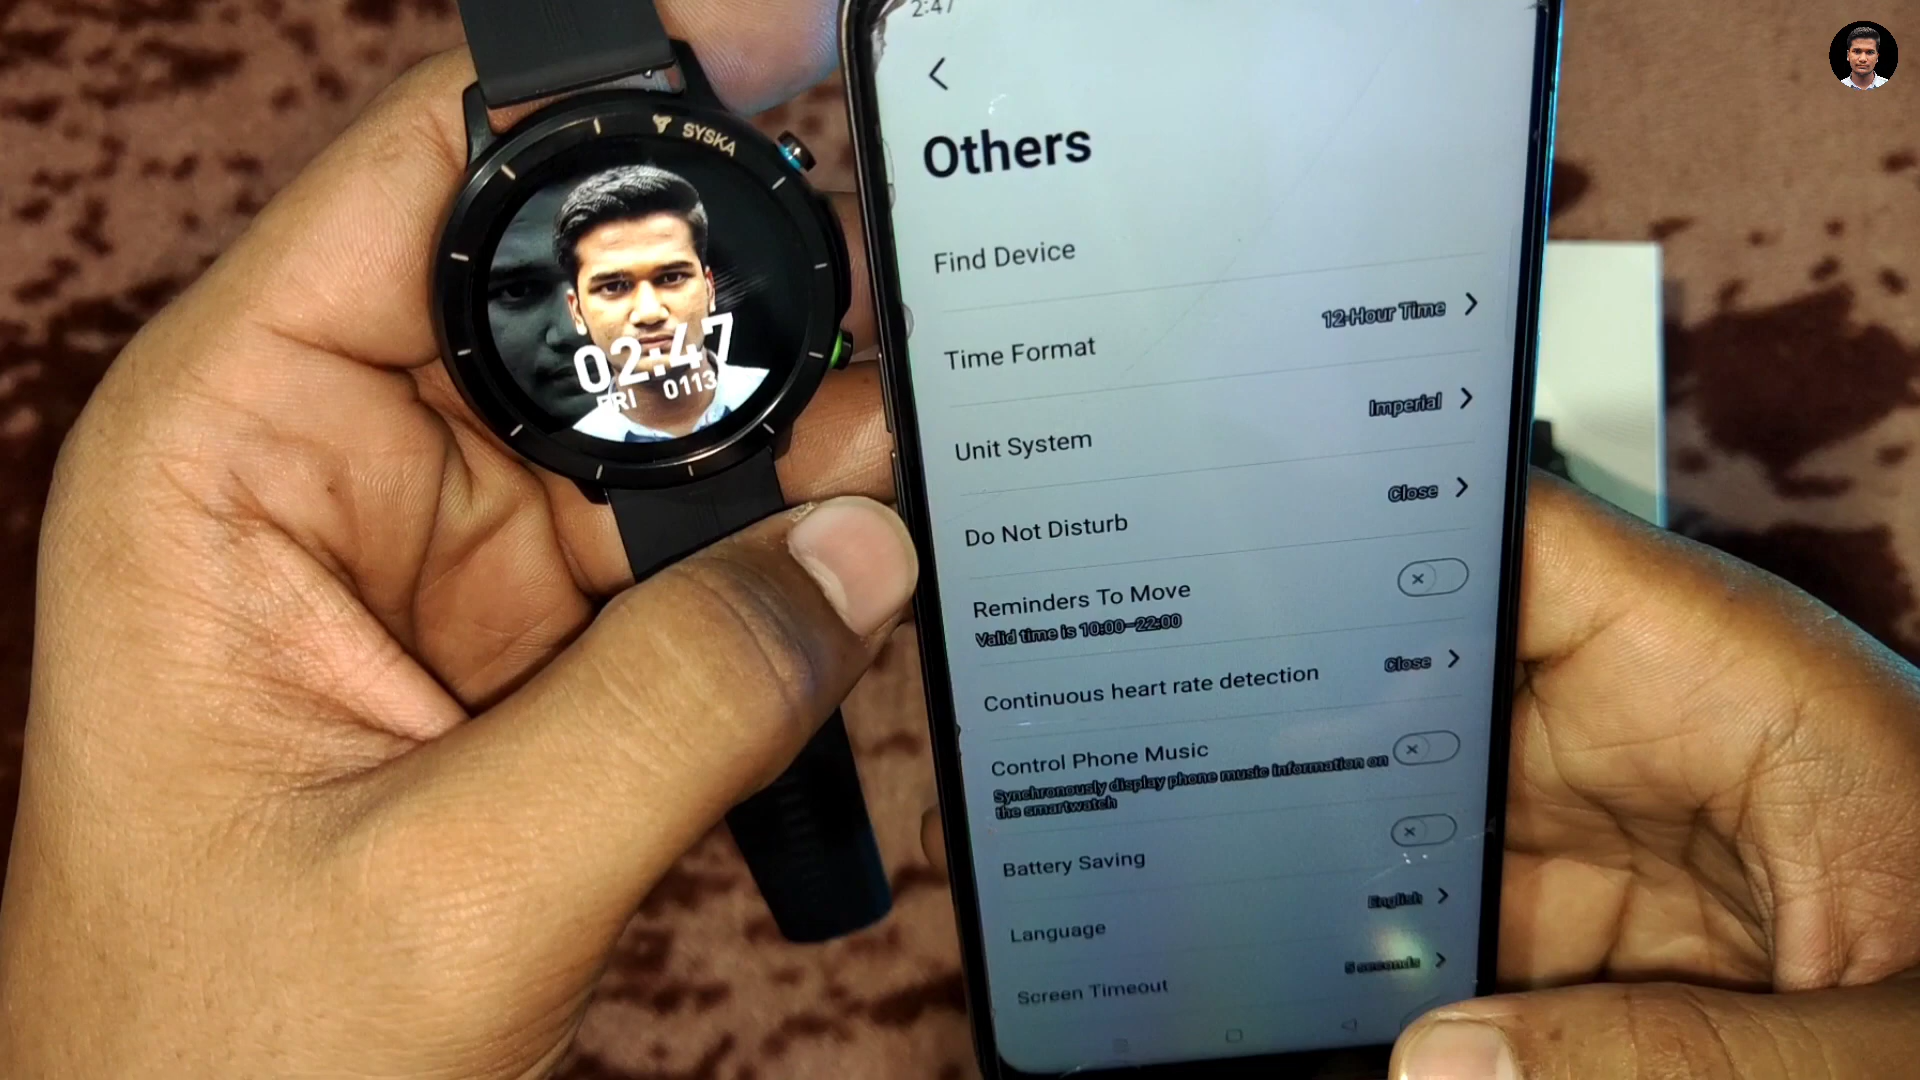 SYSKA
02:47
FRI 0113
2:47
Others
Find Device
Time Format 12-Hour Time
Unit System Imperial
Do Not Disturb Close
Reminders To Move
Valid time is 10:00-22:00
Continuous heart rate detection Close
Control Phone Music
Synchronously display phone music information on
the smartwatch
Battery Saving
Language English
Screen Timeout 5 seconds